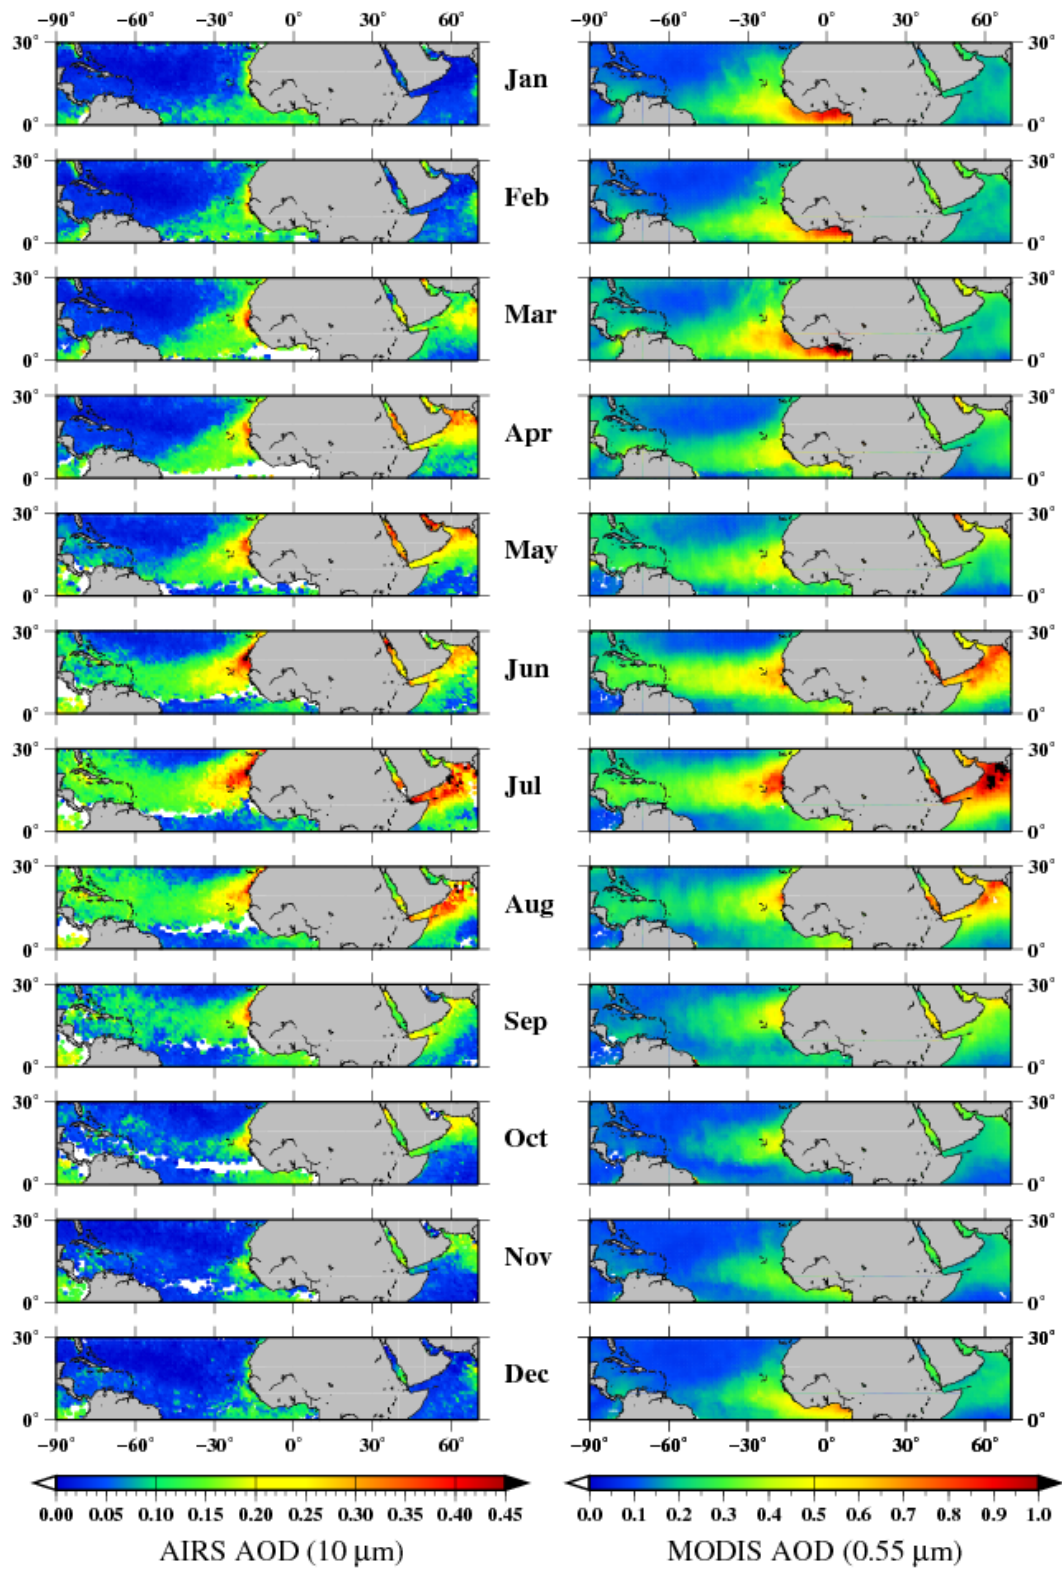 −90° −60° −30° 0° 30° 60° −90° −60° −30° 0° 30° 60°
30° 30°
Jan
0° 0°
30° 30°
Feb
0° 0°
30° 30°
Mar
0° 0°
30° 30°
Apr
0° 0°
30° 30°
May
0° 0°
30° 30°
Jun
0° 0°
30° 30°
Jul
0° 0°
30° 30°
Aug
0° 0°
30° 30°
Sep
0° 0°
30° 30°
Oct
0° 0°
30° 30°
Nov
0° 0°
30° 30°
Dec
0° 0°
−90° −60° −30° 0° 30° 60° −90° −60° −30° 0° 30° 60°
0.00 0.05 0.10 0.15 0.20 0.25 0.30 0.35 0.40 0.45 0.0 0.1 0.2 0.3 0.4 0.5 0.6 0.7 0.8 0.9 1.0
AIRS AOD (10 μm) MODIS AOD (0.55 μm)